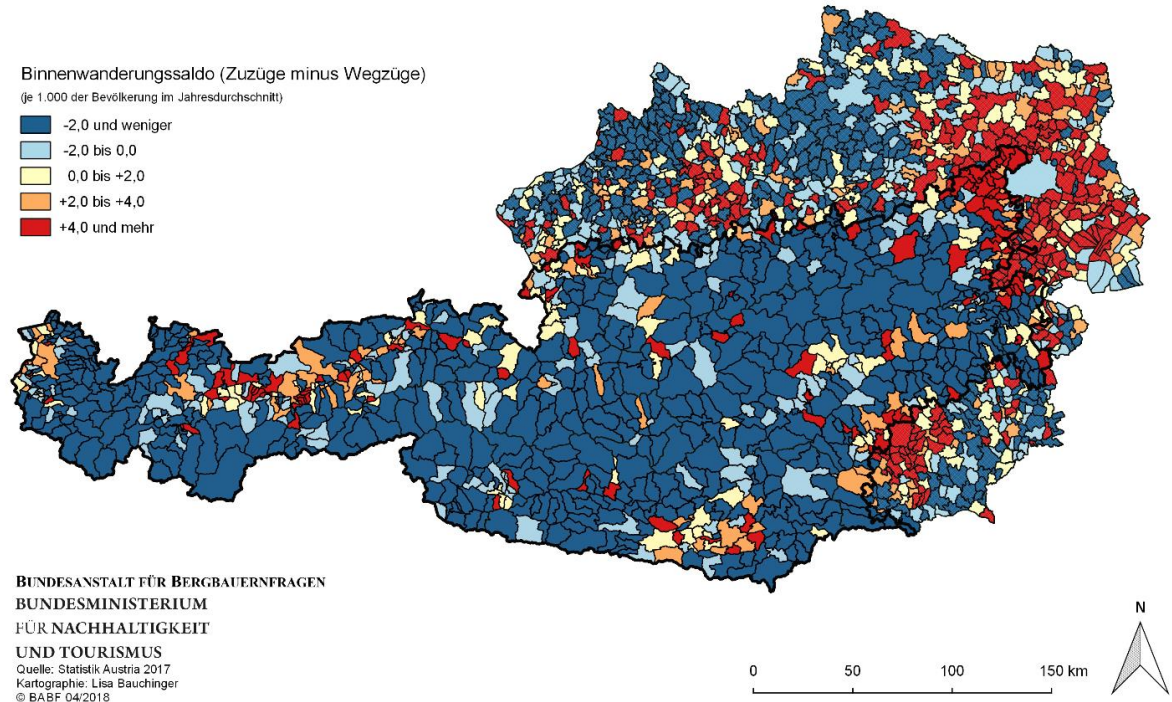 Binnenwanderungssaldo (Zuzüge minus Wegzüge)
(je 1.000 der Bevölkerung im Jahresdurchschnitt)
-2,0 und weniger
-2,0 bis 0,0
0,0 bis +2,0
+2,0 bis +4,0
+4,0 und mehr
BUNDESANSTALT FÜR BERGBAUERNFRAGEN
BUNDESMINISTERIUM
FÜR NACHHALTIGKEIT
UND TOURISMUS
Quelle: Statistik Austria 2017
Kartographie: Lisa Bauchinger
© BABF 04/2018
0 50 100 150 km
N